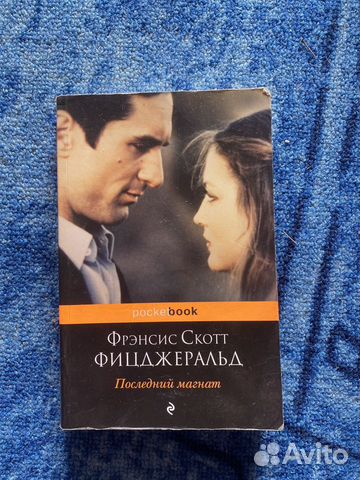 pocketbook
Фрэнсис Скотт
ФИЦДЖЕРАЛЬД
Последний магнат
Avito